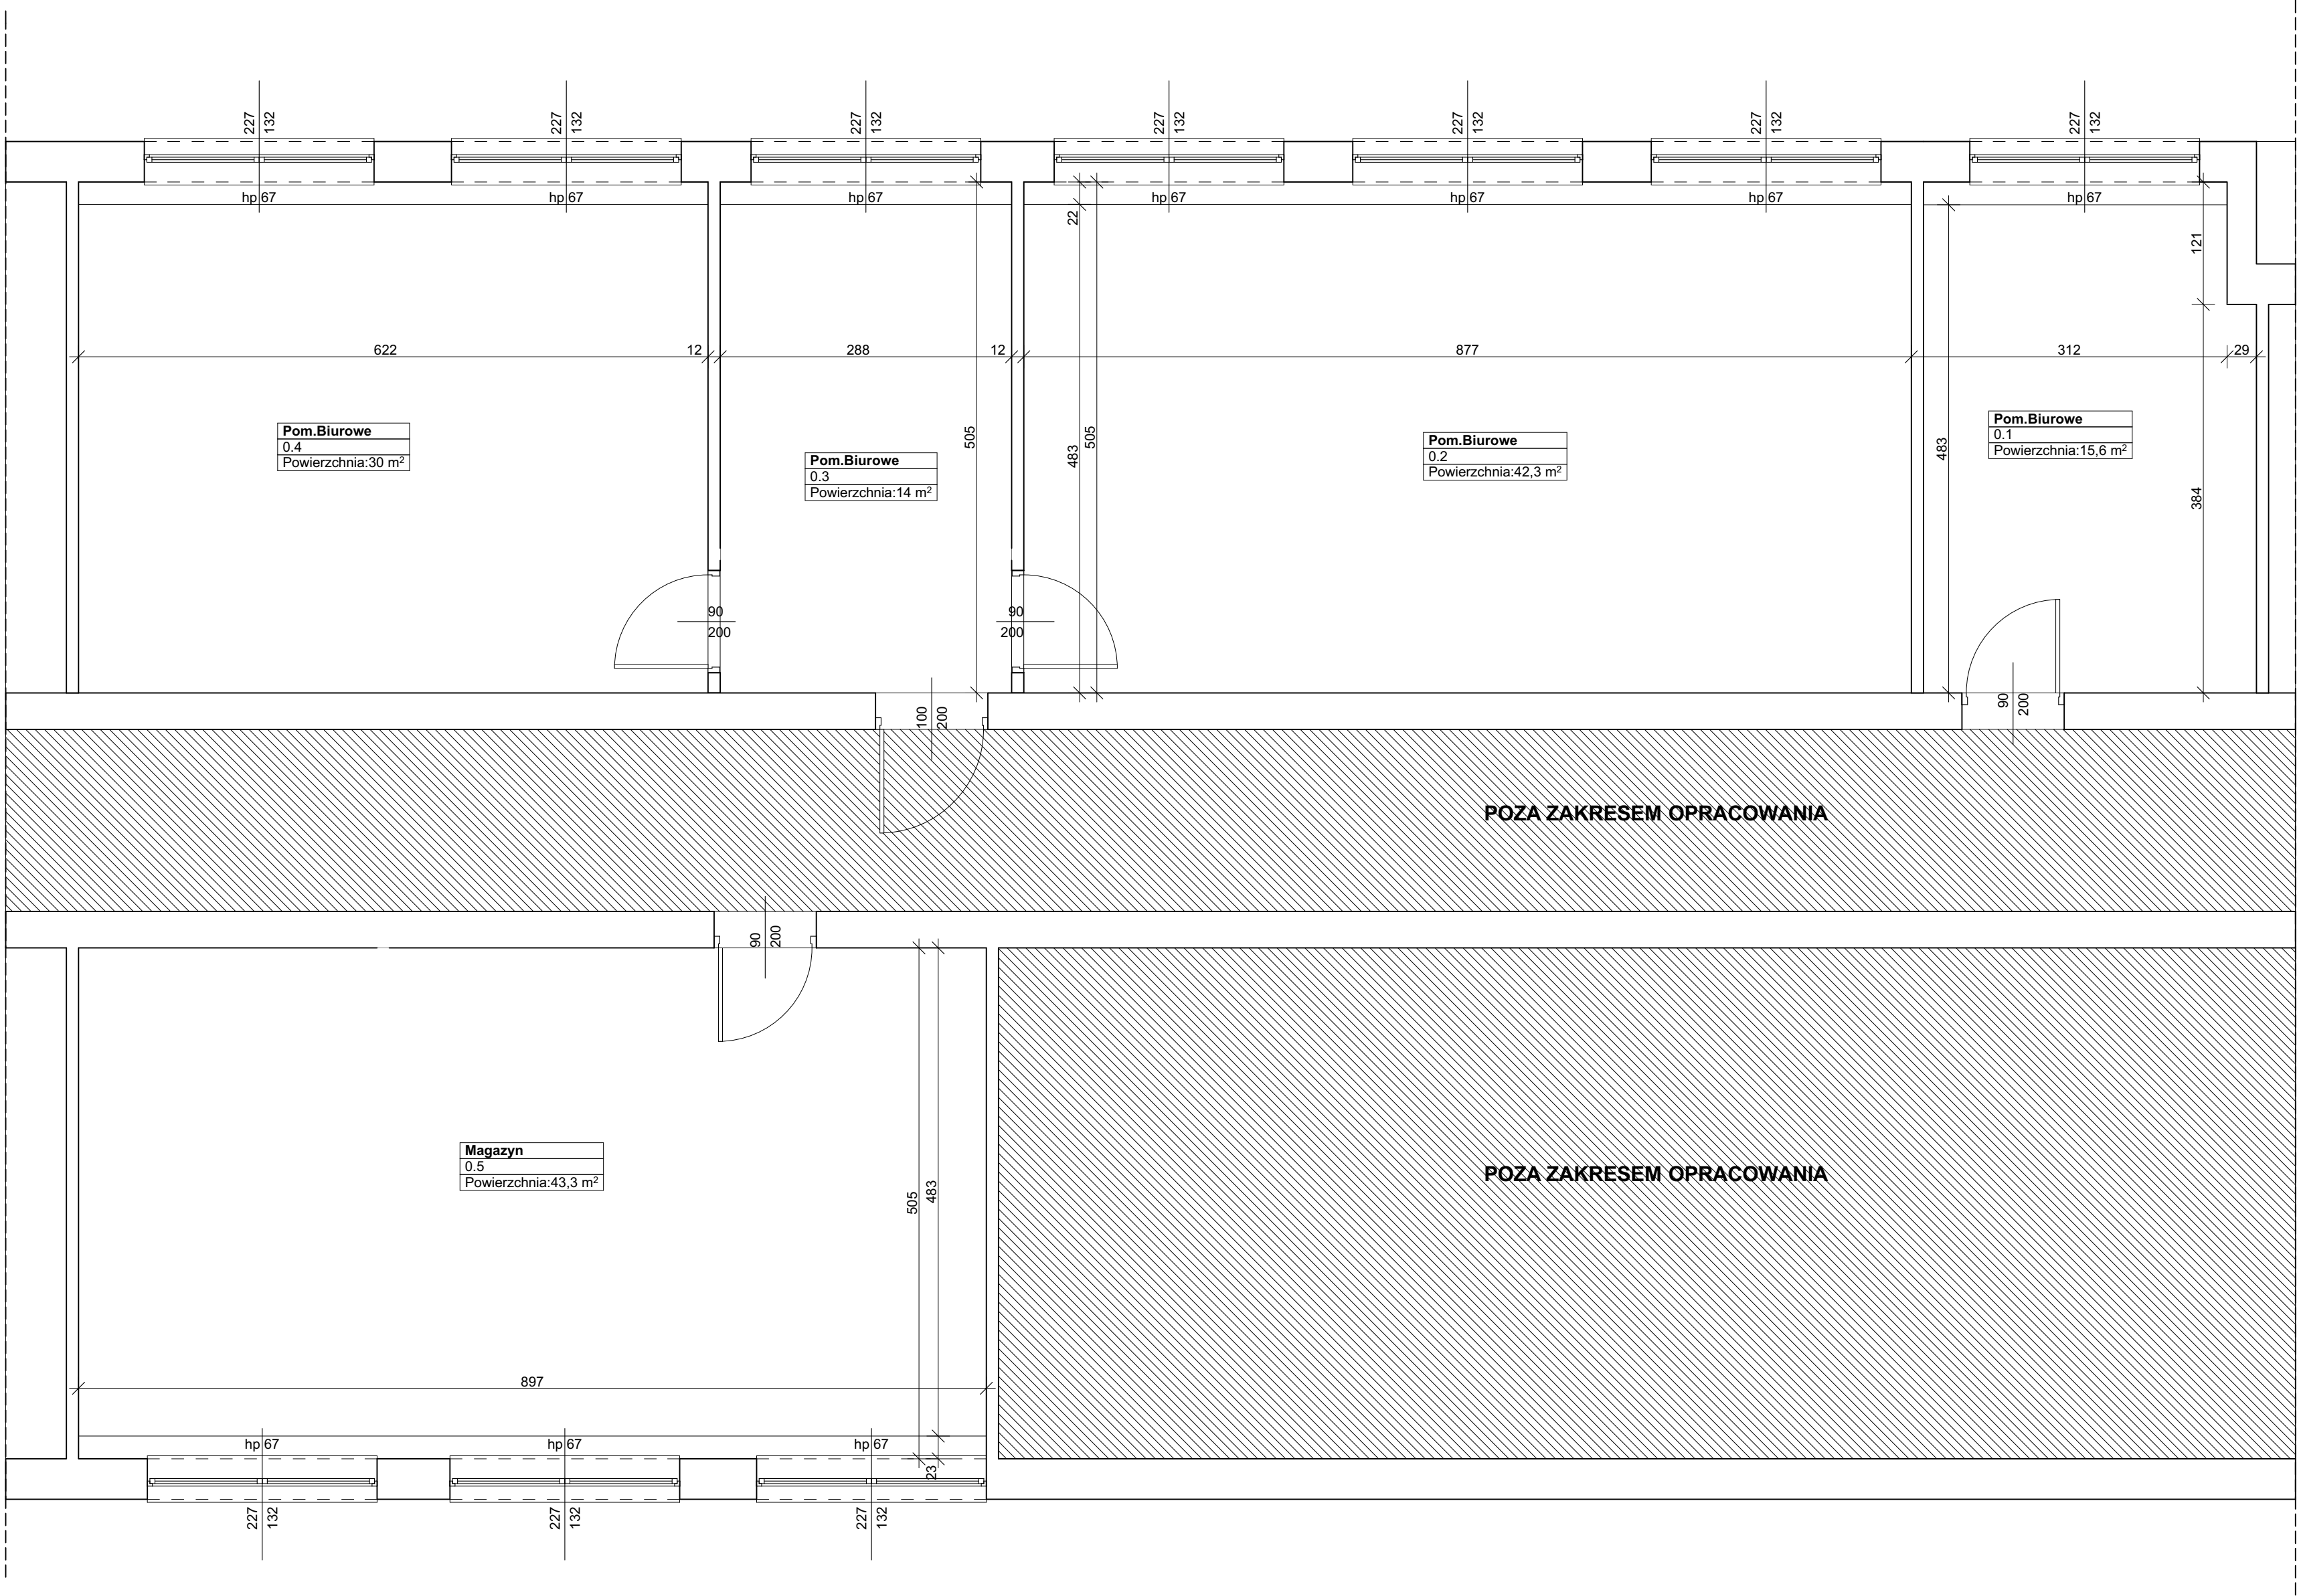 227 132
227 132
227 132
227 132
227 132
227 132
227 132
hp 67
hp 67
hp 67
hp 67
hp 67
hp 67
hp 67
22
121
622
12
288
12
877
312
29
505
483
505
483
384
Pom.Biurowe
0.4
Powierzchnia:30 m²
Pom.Biurowe
0.3
Powierzchnia:14 m²
Pom.Biurowe
0.2
Powierzchnia:42,3 m²
Pom.Biurowe
0.1
Powierzchnia:15,6 m²
90
200
90
200
100
200
90
200
POZA ZAKRESEM OPRACOWANIA
90
200
Magazyn
0.5
Powierzchnia:43,3 m²
505
483
POZA ZAKRESEM OPRACOWANIA
897
hp 67
hp 67
hp 67
23
227 132
227 132
227 132